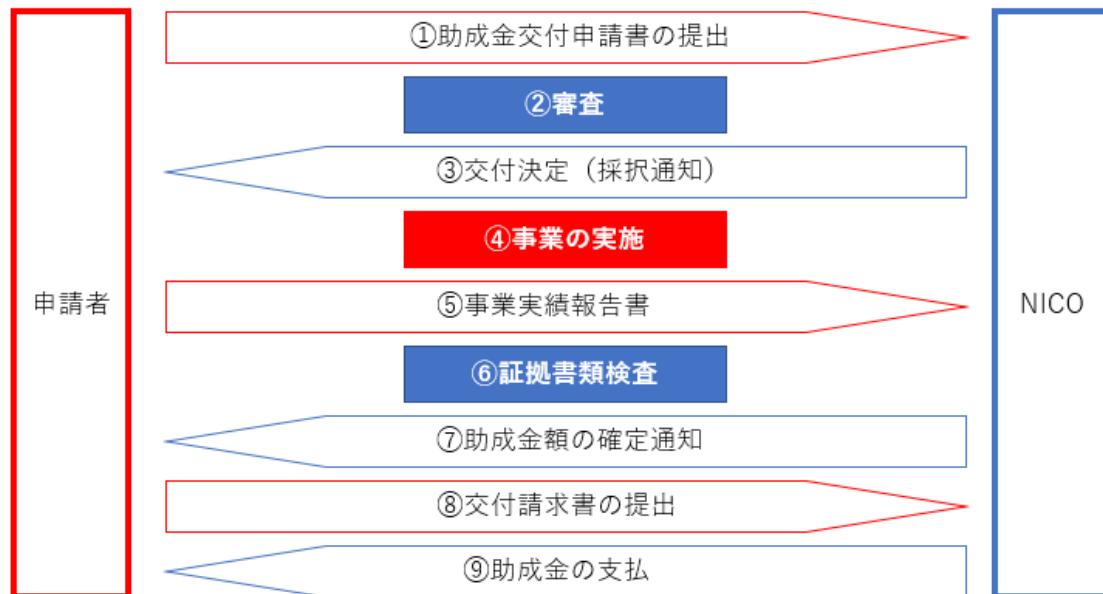 ①助成金交付申請書の提出
②審査
③交付決定（採択通知）
④事業の実施
申請者
⑤事業実績報告書
NICO
⑥証拠書類検査
⑦助成金額の確定通知
⑧交付請求書の提出
⑨助成金の支払